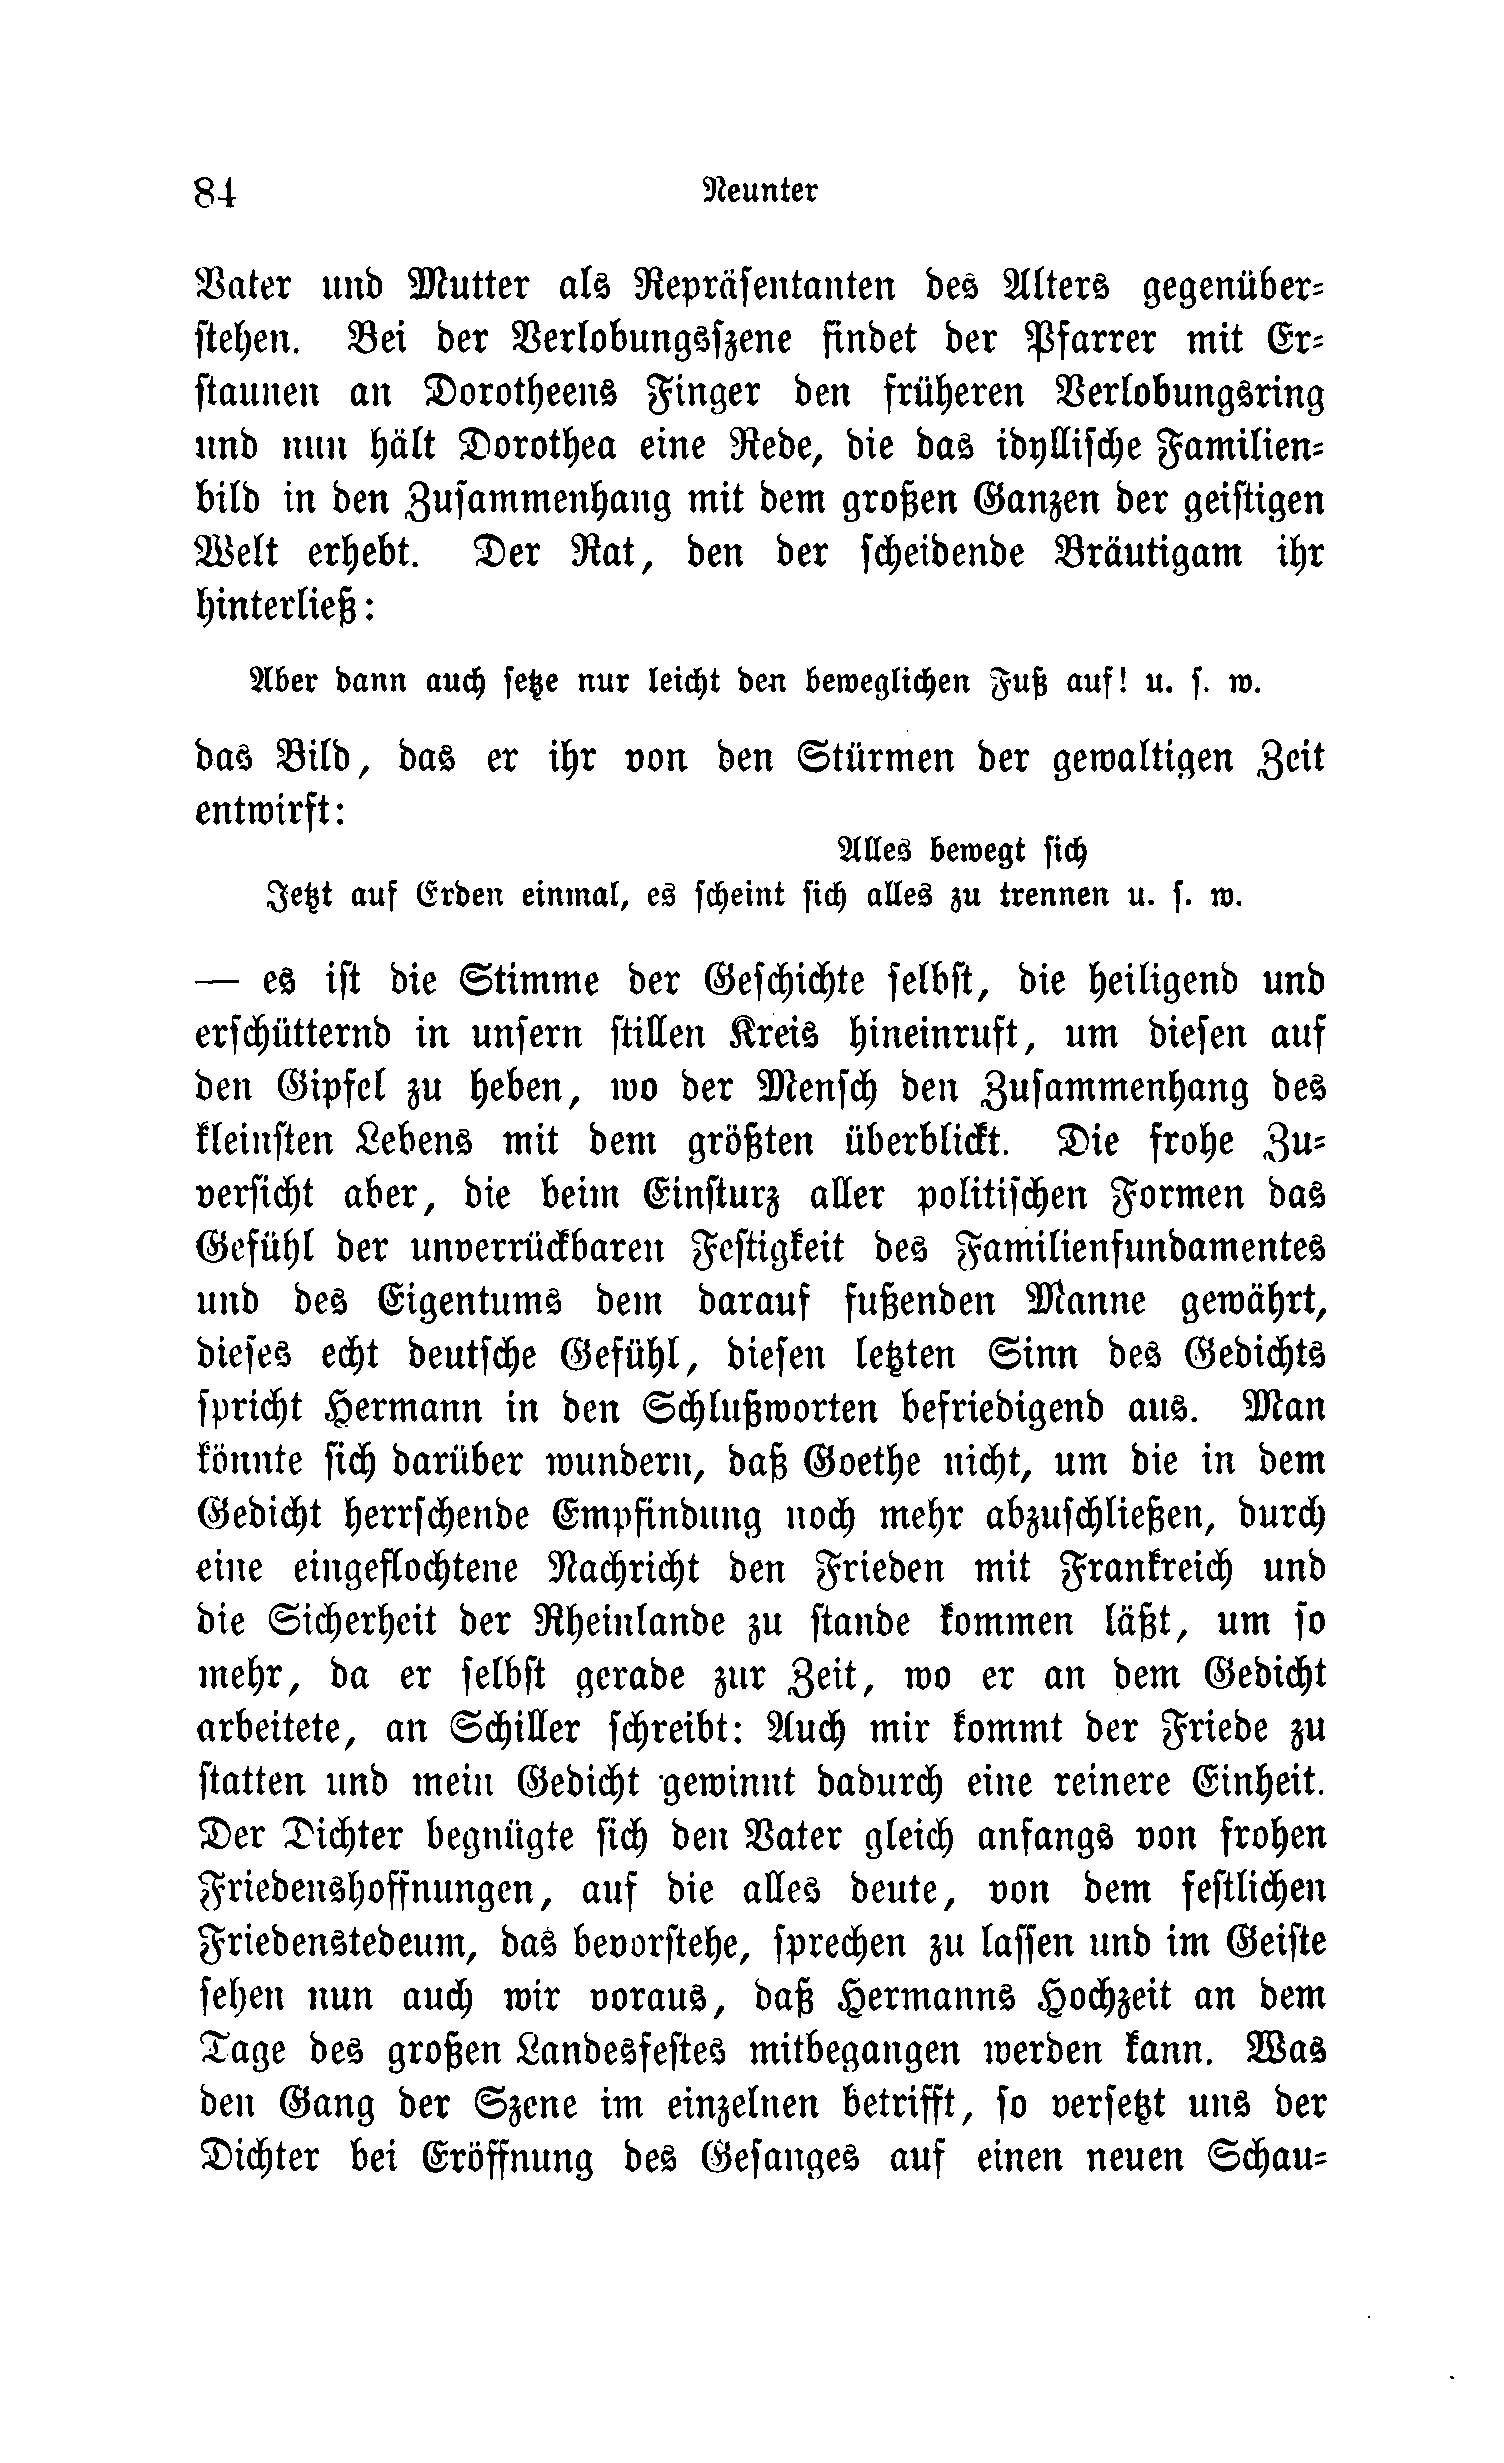 84 Neunter
Vater und Mutter als Repräſentanten des Alters gegenüber⸗
ſtehen. Bei der Verlobungsſzene findet der Pfarrer mit Er⸗
ſtaunen an Dorotheens Finger den früheren Verlobungsring
und nun hält Dorothea eine Rede, die das idylliſche Familien⸗
bild in den Zuſammenhang mit dem großen Ganzen der geiſtigen
Welt erhebt. Der Rat, den der ſcheidende Bräutigam ihr
hinterließ:
Aber dann auch ſetze nur leicht den beweglichen Fuß auf! u. ſ. w.
das Bild, das er ihr von den Stürmen der gewaltigen Zeit
entwirft:
Alles bewegt ſich
Jetzt auf Erden einmal, es ſcheint ſich alles zu trennen u. ſ. w.
— es iſt die Stimme der Geſchichte ſelbſt, die heiligend und
erſchütternd in unſern ſtillen Kreis hineinruft, um dieſen auf
den Gipfel zu heben, wo der Menſch den Zuſammenhang des
kleinſten Lebens mit dem größten überblickt. Die frohe Zu⸗
verſicht aber, die beim Einſturz aller politiſchen Formen das
Gefühl der unverrückbaren Feſtigkeit des Familienfundamentes
und des Eigentums dem darauf fußenden Manne gewährt,
dieſes echt deutſche Gefühl, dieſen letzten Sinn des Gedichts
ſpricht Hermann in den Schlußworten befriedigend aus. Man
könnte ſich darüber wundern, daß Goethe nicht, um die in dem
Gedicht herrſchende Empfindung noch mehr abzuſchließen, durch
eine eingeflochtene Nachricht den Frieden mit Frankreich und
die Sicherheit der Rheinlande zu ſtande kommen läßt, um ſo
mehr, da er ſelbſt gerade zur Zeit, wo er an dem Gedicht
arbeitete, an Schiller ſchreibt: Auch mir kommt der Friede zu
ſtatten und mein Gedicht gewinnt dadurch eine reinere Einheit.
Der Dichter begnügte ſich den Vater gleich anfangs von frohen
Friedenshoffnungen, auf die alles deute, von dem feſtlichen
Friedenstedeum, das bevorſtehe, ſprechen zu laſſen und im Geiſte
ſehen nun auch wir voraus, daß Hermanns Hochzeit an dem
Tage des großen Landesfeſtes mitbegangen werden kann. Was
den Gang der Szene im einzelnen betrifft, ſo verſetzt uns der
Dichter bei Eröffnung des Geſanges auf einen neuen Schau⸗